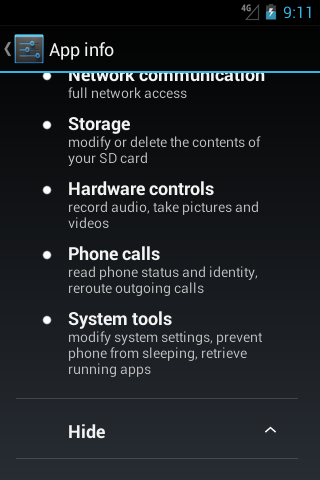 4G 9:11
App info
Network communication
full network access
Storage
modify or delete the contents of
your SD card
Hardware controls
record audio, take pictures and
videos
Phone calls
read phone status and identity,
reroute outgoing calls
System tools
modify system settings, prevent
phone from sleeping, retrieve
running apps
Hide